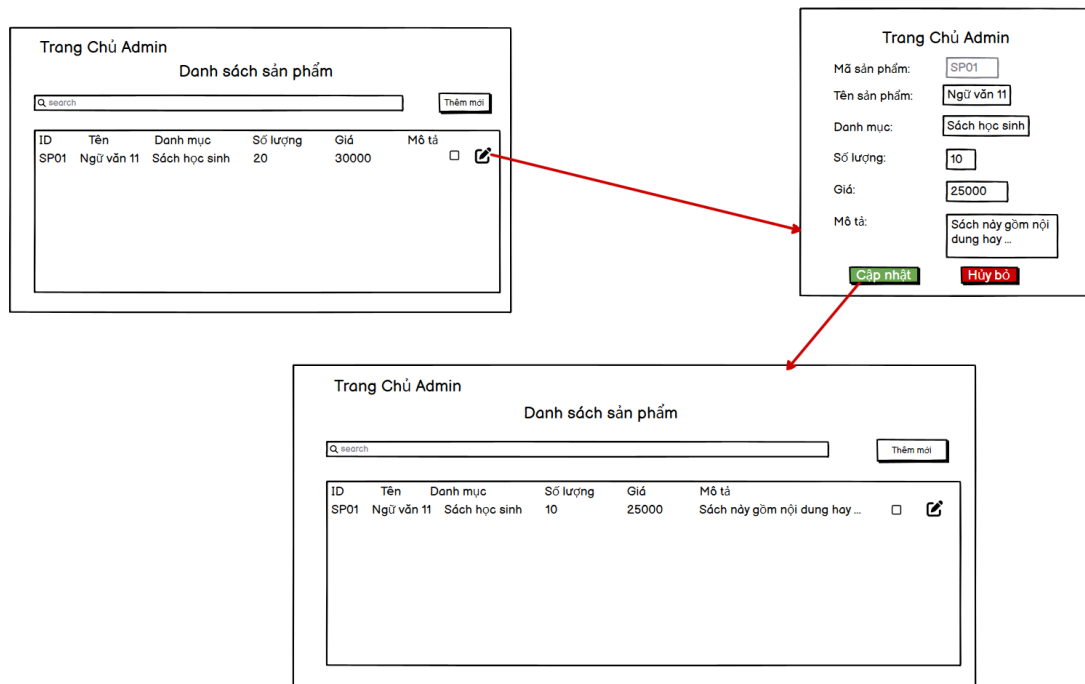 Trang Chủ Admin
Danh sách sản phẩm
search
Thêm mới
ID Tên Danh mục Số lượng Giá Mô tả
SP01 Ngữ văn 11 Sách học sinh 20 30000
Trang Chủ Admin
Mã sản phẩm: SP01
Tên sản phẩm: Ngữ văn 11
Danh mục: Sách học sinh
Số lượng: 10
Giá: 25000
Mô tả: Sách này gồm nội
dung hay ...
Cập nhật Hủy bỏ
Trang Chủ Admin
Danh sách sản phẩm
search
Thêm mới
ID Tên Danh mục Số lượng Giá Mô tả
SP01 Ngữ văn 11 Sách học sinh 10 25000 Sách này gồm nội dung hay ...